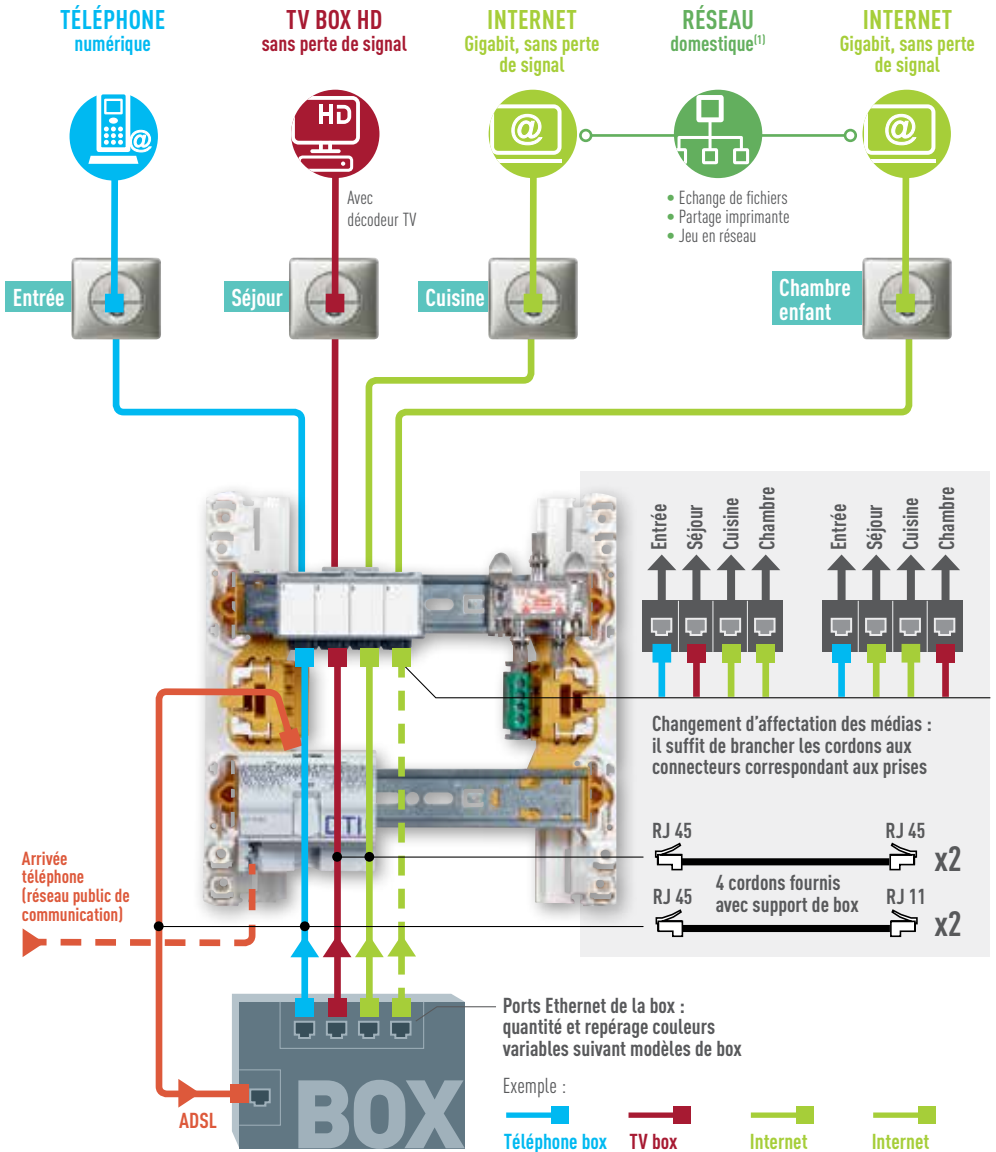 TÉLÉPHONE
numérique
TV BOX HD
sans perte de signal
INTERNET
Gigabit, sans perte
de signal
RÉSEAU
domestique(1)
INTERNET
Gigabit, sans perte
de signal
@
HD
@
@
Avec
décodeur TV
• Echange de fichiers
• Partage imprimante
• Jeu en réseau
Entrée
Séjour
Cuisine
Chambre
enfant
Entrée
Séjour
Cuisine
Chambre
Entrée
Séjour
Cuisine
Chambre
Changement d'affectation des médias :
il suffit de brancher les cordons aux
connecteurs correspondant aux prises
DTI
RJ 45
RJ 45
x2
4 cordons fournis
avec support de box
RJ 45
RJ 11
x2
Arrivée
téléphone
(réseau public de
communication)
Ports Ethernet de la box :
quantité et repérage couleurs
variables suivant modèles de box
BOX
ADSL
Exemple :
Téléphone box
TV box
Internet
Internet